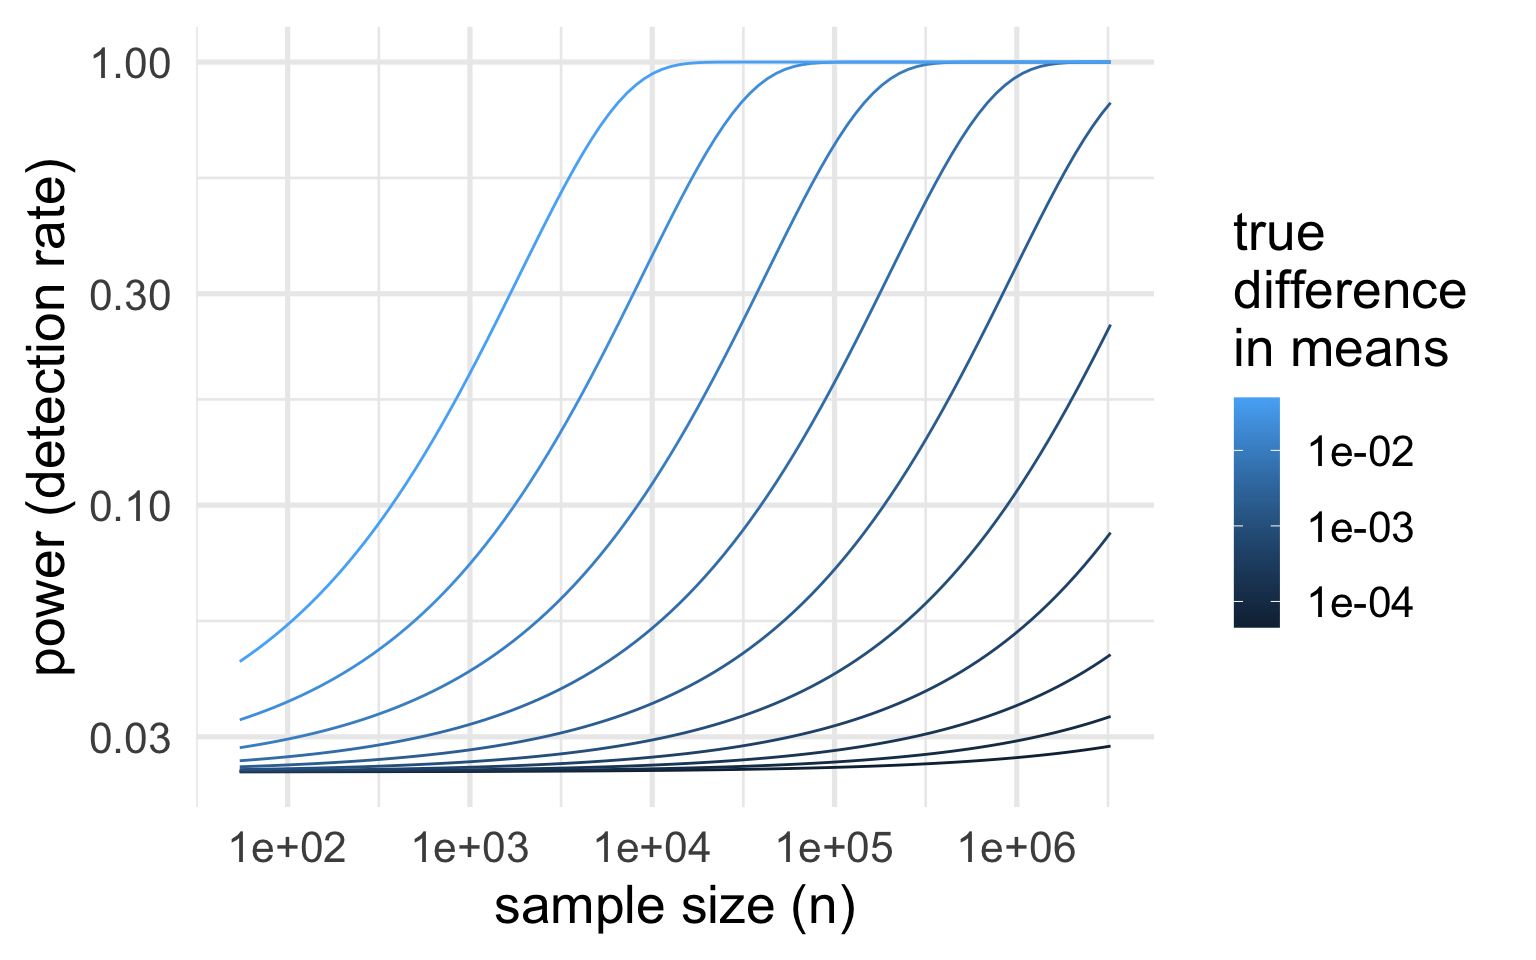 1.00
0.30
0.10
0.03
power (detection rate)
1e+02 1e+03 1e+04 1e+05 1e+06
sample size (n)
true
difference
in means
1e-02
1e-03
1e-04